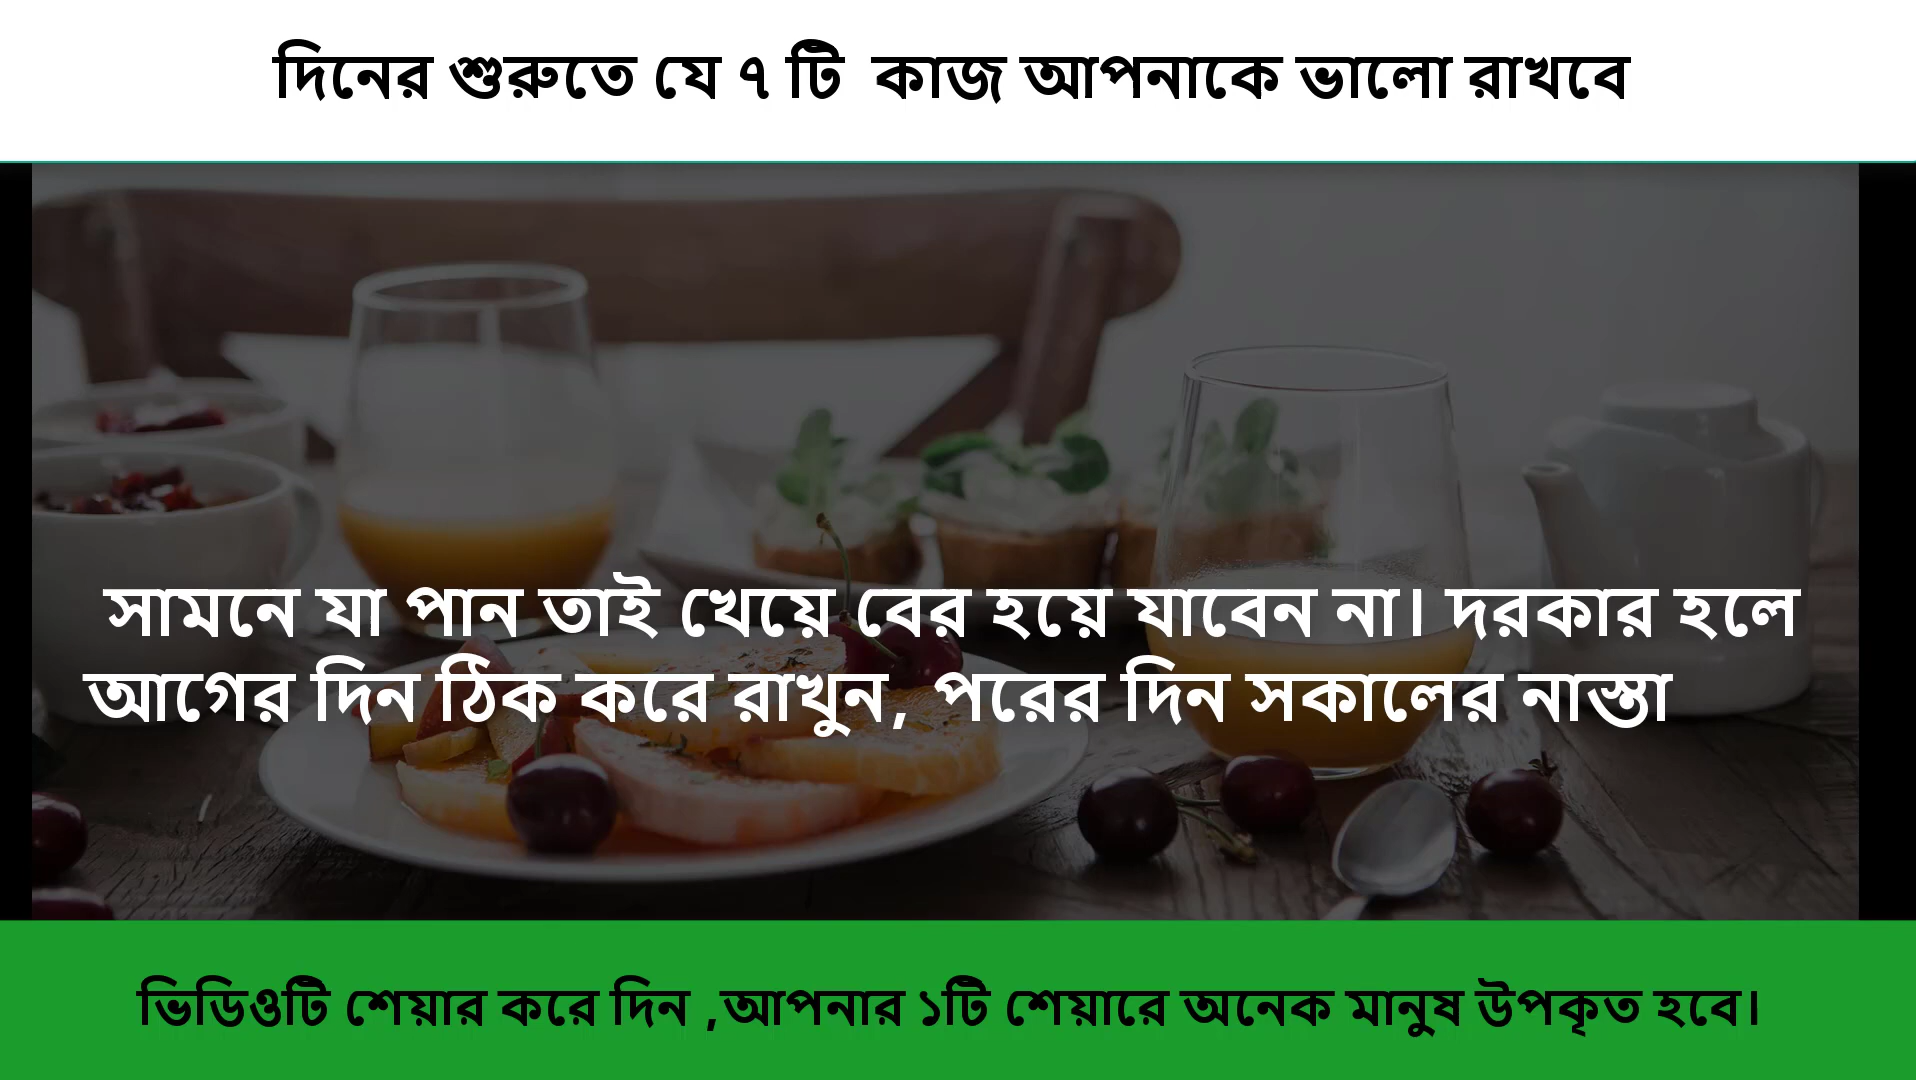 দিনের শুরুতে যে ৭ টি কাজ আপনাকে ভালো রাখবে
সামনে যা পান তাই খেয়ে বের হয়ে যাবেন না। দরকার হলে
আগের দিন ঠিক করে রাখুন, পরের দিন সকালের নাস্তা
ভিডিওটি শেয়ার করে দিন ,আপনার ১টি শেয়ারে অনেক মানুষ উপকৃত হবে।